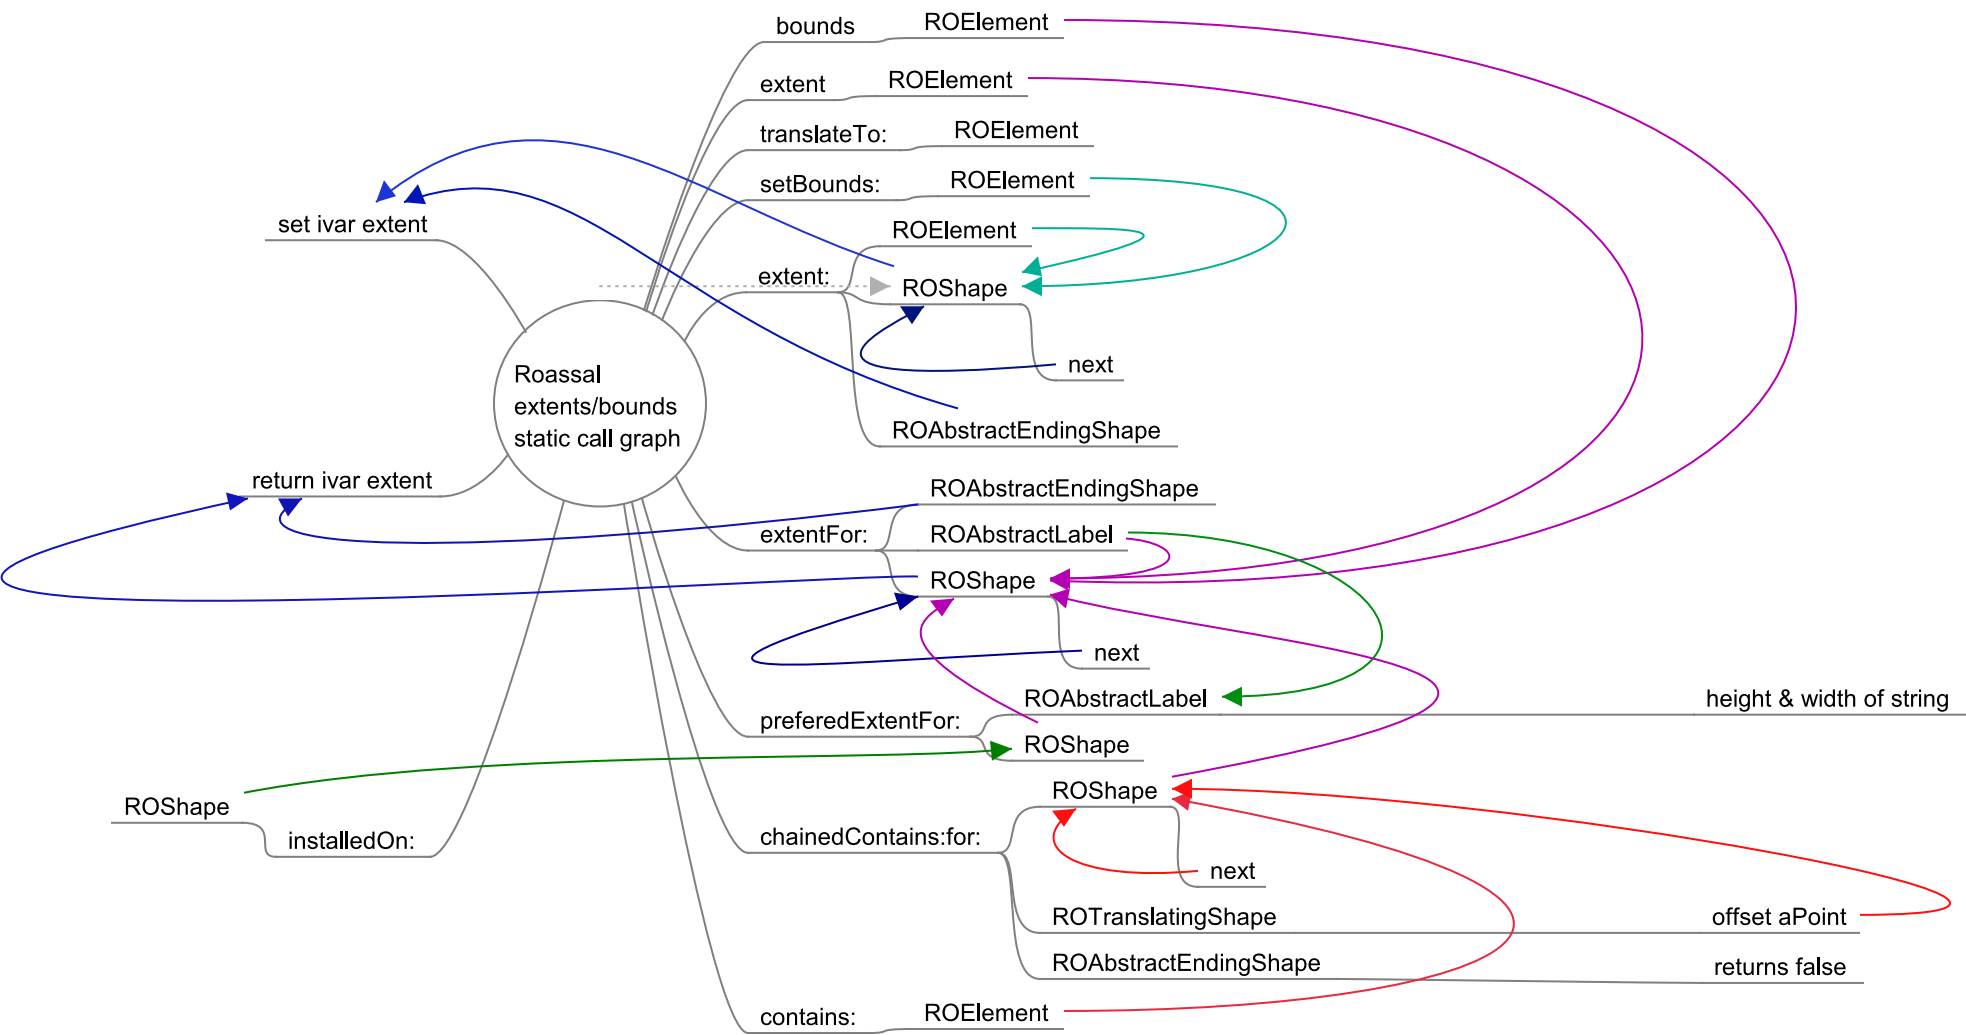 bounds
ROElement
extent
ROElement
translateTo:
ROElement
setBounds:
ROElement
set ivar extent
extent:
ROElement
ROShape
next
ROAbstractEndingShape
Roassal
extents/bounds
static call graph
return ivar extent
extentFor:
ROAbstractEndingShape
ROAbstractLabel
ROShape
next
preferedExtentFor:
ROAbstractLabel
height & width of string
ROShape
ROShape
installedOn:
chainedContains:for:
ROShape
next
ROTranslatingShape
offset aPoint
ROAbstractEndingShape
returns false
contains:
ROElement